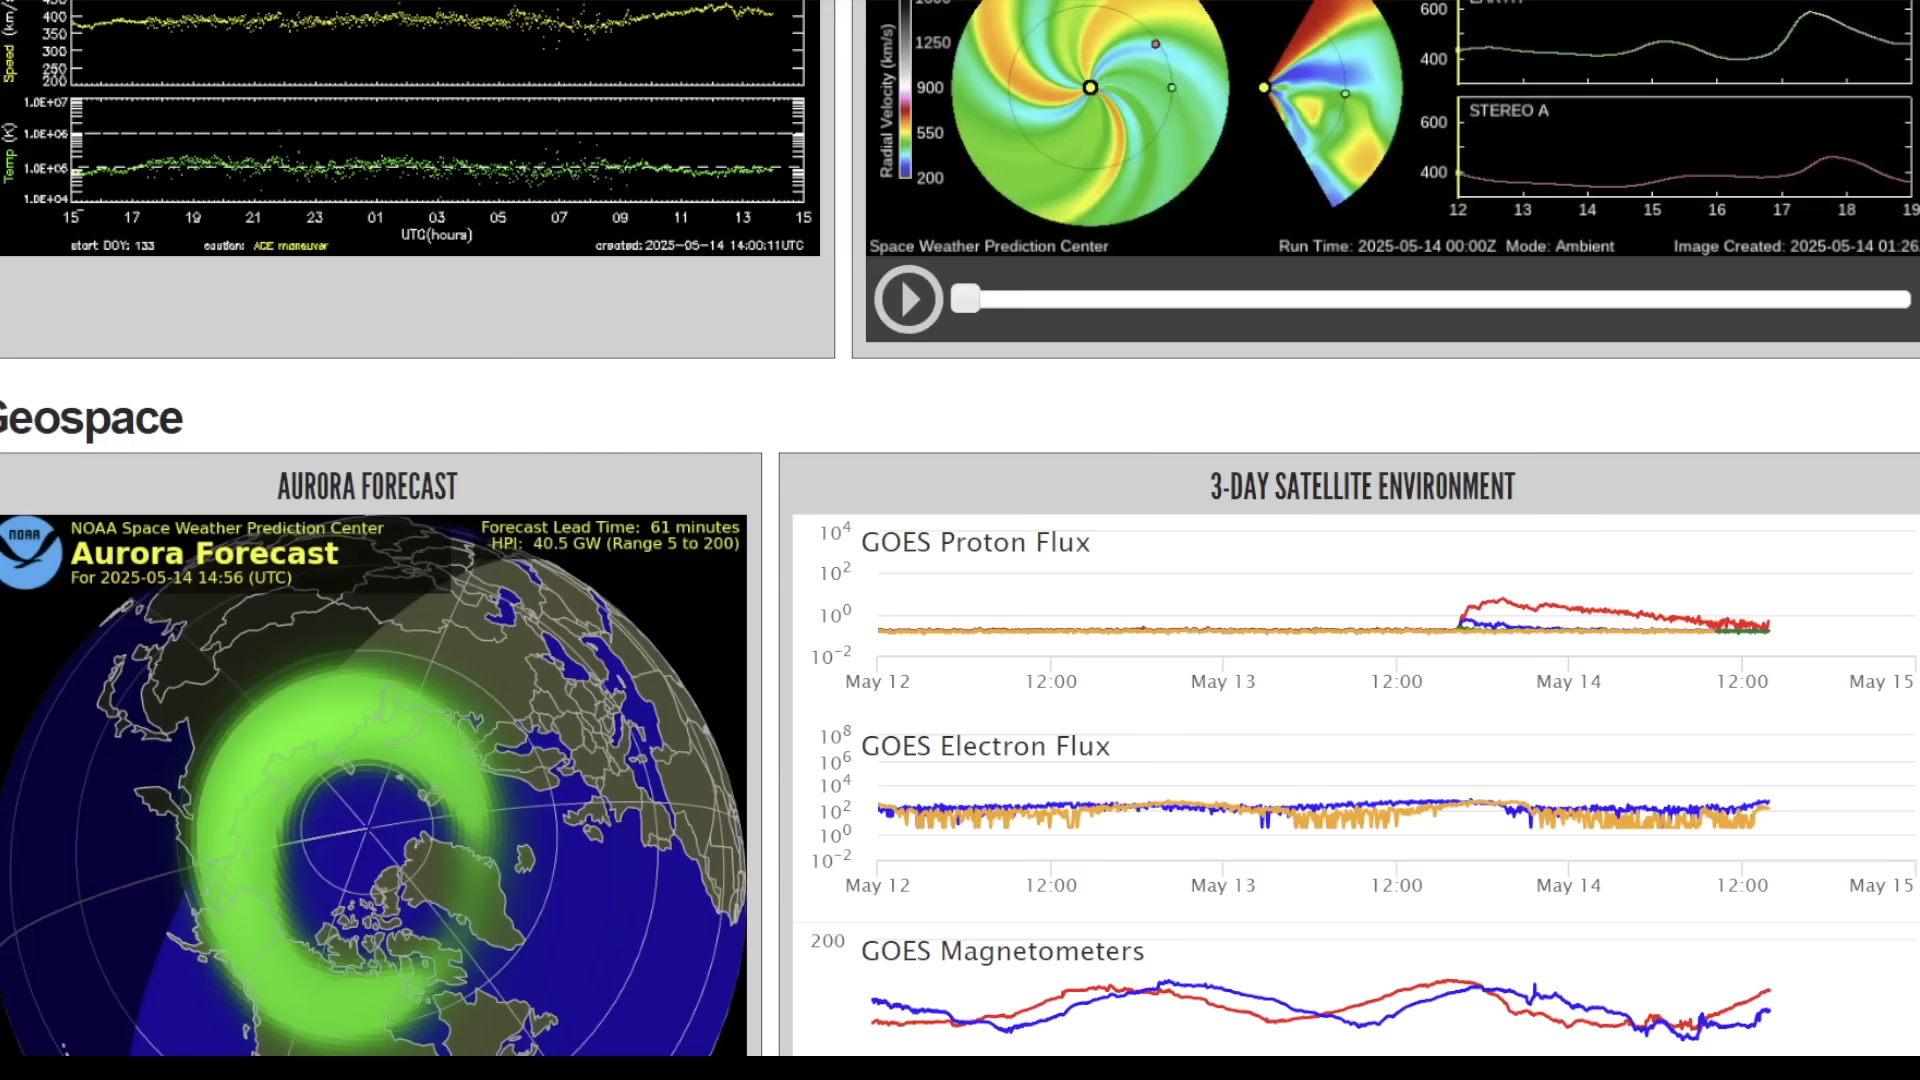 450
400
350
300
250
200
Speed (km/s
1.0E+07
1.0E+06
1.0E+05
1.0E+04
Temp (K)
15 17 19 21 23 01 03 05 07 09 11 13 15
UTC(hours)
start DOY: 133 caution: ACE maneuver created: 2025-05-14 14:00:11UTC
Radial Velocity (km/s)
1600
1250
900
550
200
EARTH
600
400
STEREO A
600
400
12 13 14 15 16 17 18 19
Space Weather Prediction Center Run Time: 2025-05-14 00:00Z Mode: Ambient Image Created: 2025-05-14 01:26
Geospace
AURORA FORECAST
NOAA
NOAA Space Weather Prediction Center
Aurora Forecast
For 2025-05-14 14:56 (UTC)
Forecast Lead Time: 61 minutes
HPI: 40.5 GW (Range 5 to 200)
3-DAY SATELLITE ENVIRONMENT
GOES Proton Flux
10⁴
10²
10⁰
10⁻²
May 12 12:00 May 13 12:00 May 14 12:00 May 15
GOES Electron Flux
10⁸
10⁶
10⁴
10²
10⁰
10⁻²
May 12 12:00 May 13 12:00 May 14 12:00 May 15
200
GOES Magnetometers